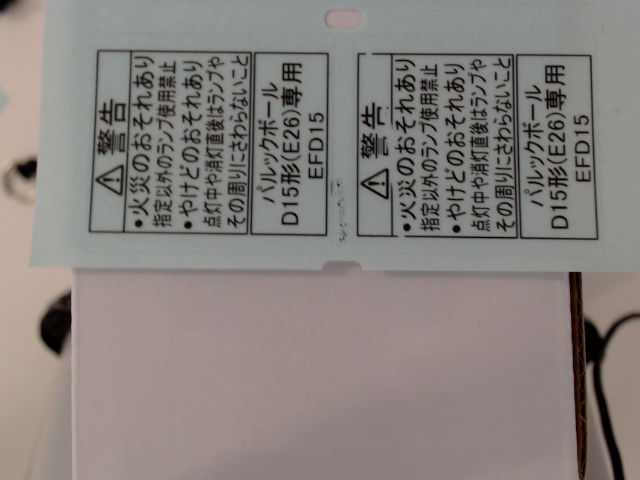 ⚠警告
•火災のおそれあり
指定以外のランプ使用禁止
•やけどのおそれあり
点灯中や消灯直後はランプや
その周りにさわらないこと
パルックボール
D15形(E26)専用
EFD15
⚠警告
•火災のおそれあり
指定以外のランプ使用禁止
•やけどのおそれあり
点灯中や消灯直後はランプや
その周りにさわらないこと
パルックボール
D15形(E26)専用
EFD15